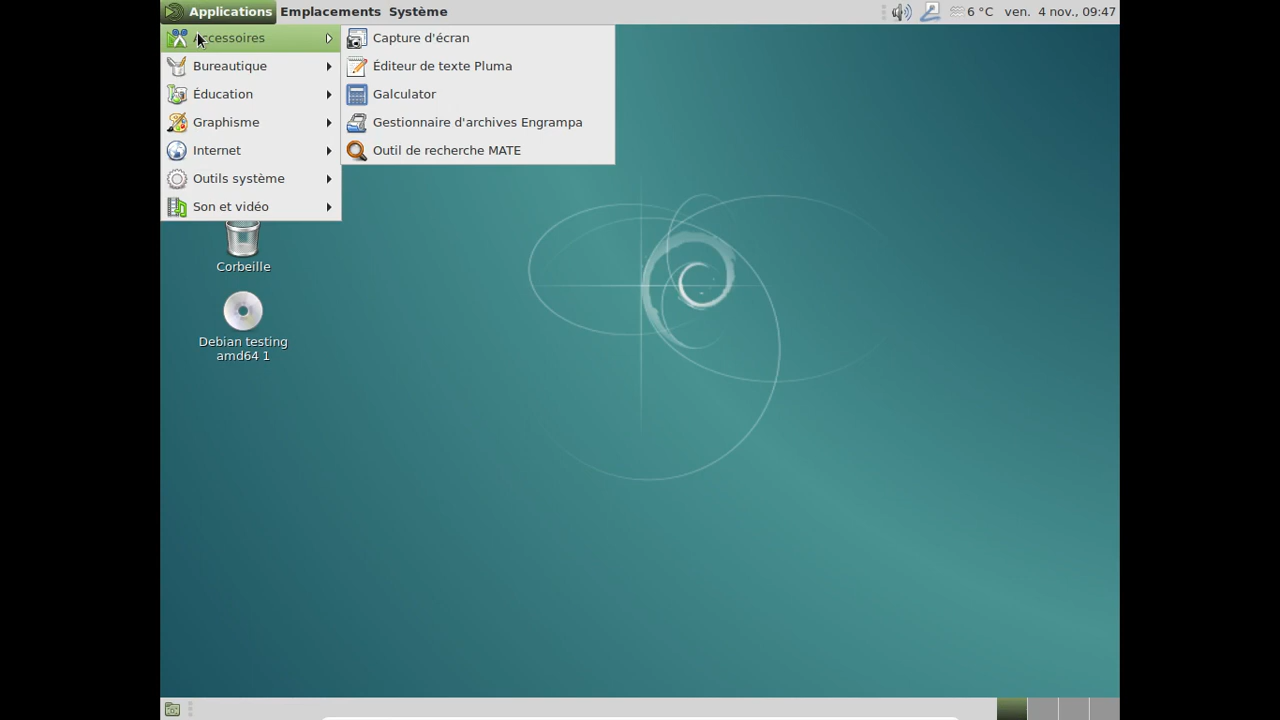 Applications Emplacements Système 6 °C ven. 4 nov., 09:47
Accessoires
Bureautique
Éducation
Graphisme
Internet
Outils système
Son et vidéo
Capture d'écran
Éditeur de texte Pluma
Galculator
Gestionnaire d'archives Engrampa
Outil de recherche MATE
Corbeille
Debian testing
amd64 1